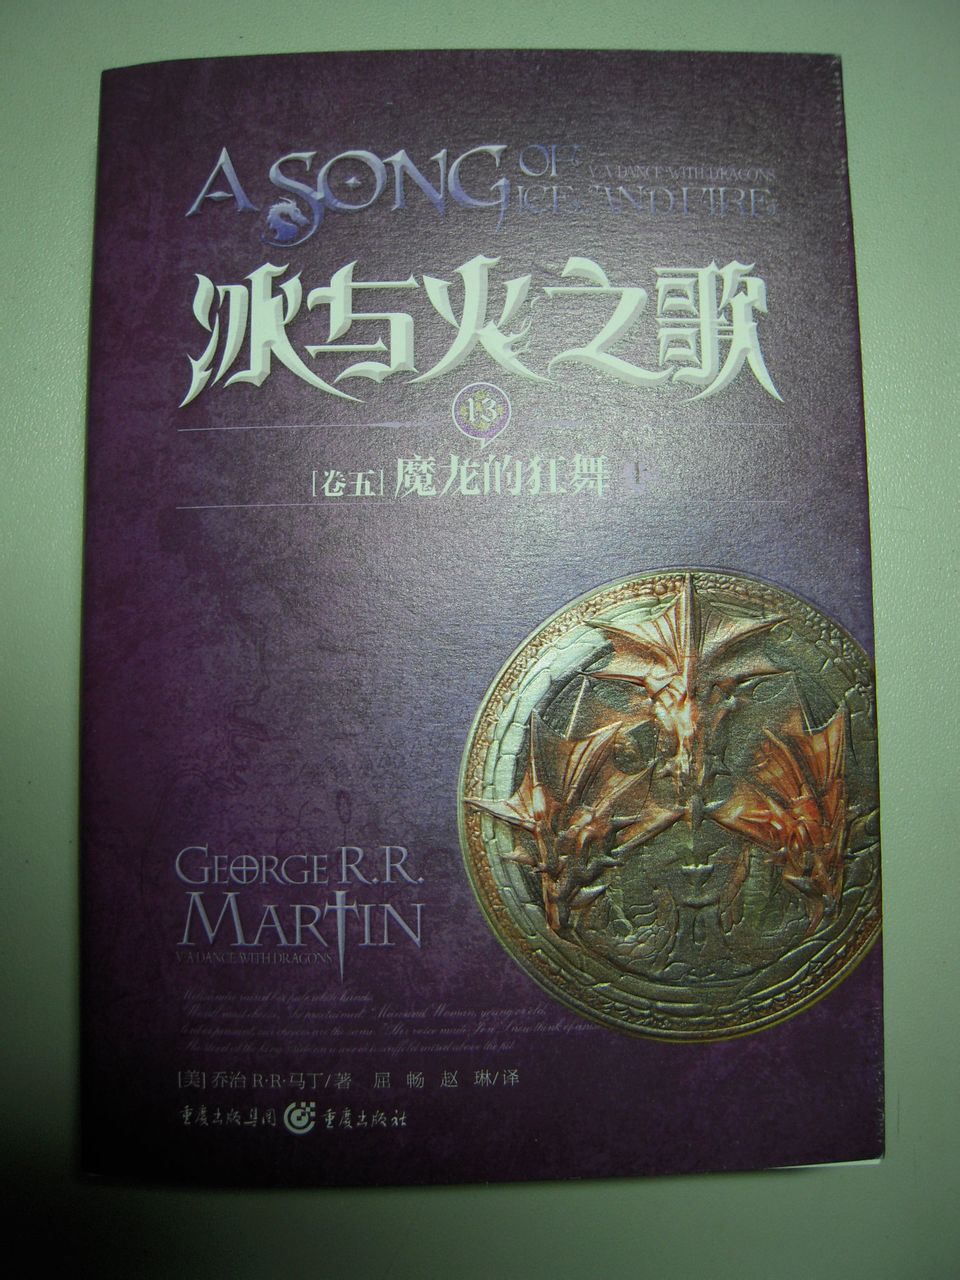 A SONG OF
ICE AND FIRE
V: A DANCE WITH DRAGONS
冰与火之歌
13
[卷五] 魔龙的狂舞
GEORGE R.R.
MARTIN
V: A DANCE WITH DRAGONS
[美] 乔治 R·R·马丁/著 屈 畅 赵 琳/译
重庆出版集团 重庆出版社